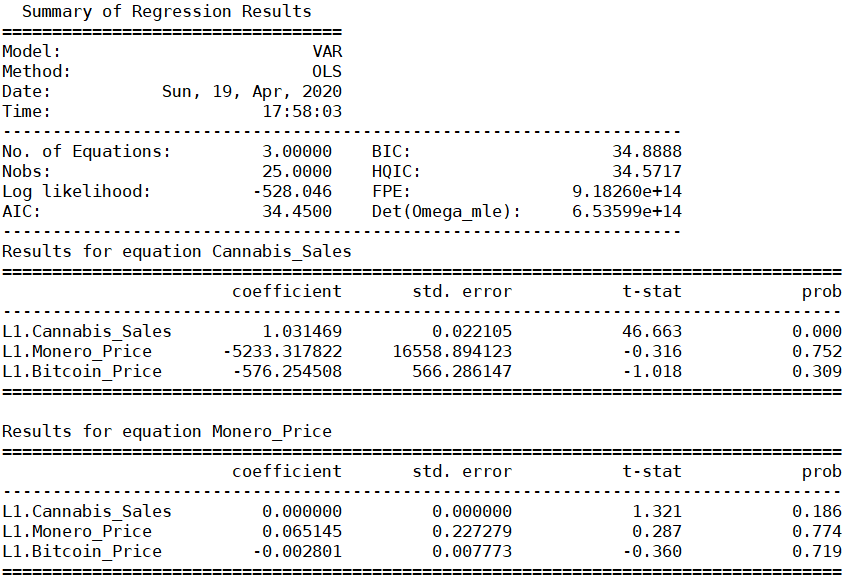 Summary of Regression Results
==================================
Model:                         VAR
Method:                        OLS
Date:           Sun, 19, Apr, 2020
Time:                     17:58:03
--------------------------------------------------------------------
No. of Equations:         3.00000    BIC:                    34.8888
Nobs:                     25.0000    HQIC:                   34.5717
Log likelihood:          -528.046    FPE:                9.18260e+14
AIC:                      34.4500    Det(Omega_mle):     6.53599e+14
--------------------------------------------------------------------
Results for equation Cannabis_Sales
====================================================================================
                       coefficient       std. error           t-stat            prob
------------------------------------------------------------------------------------
L1.Cannabis_Sales         1.031469         0.022105           46.663           0.000
L1.Monero_Price       -5233.317822     16558.894123           -0.316           0.752
L1.Bitcoin_Price       -576.254508       566.286147           -1.018           0.309
====================================================================================

Results for equation Monero_Price
====================================================================================
                       coefficient       std. error           t-stat            prob
------------------------------------------------------------------------------------
L1.Cannabis_Sales         0.000000         0.000000            1.321           0.186
L1.Monero_Price           0.065145         0.227279            0.287           0.774
L1.Bitcoin_Price         -0.002801         0.007773           -0.360           0.719
====================================================================================